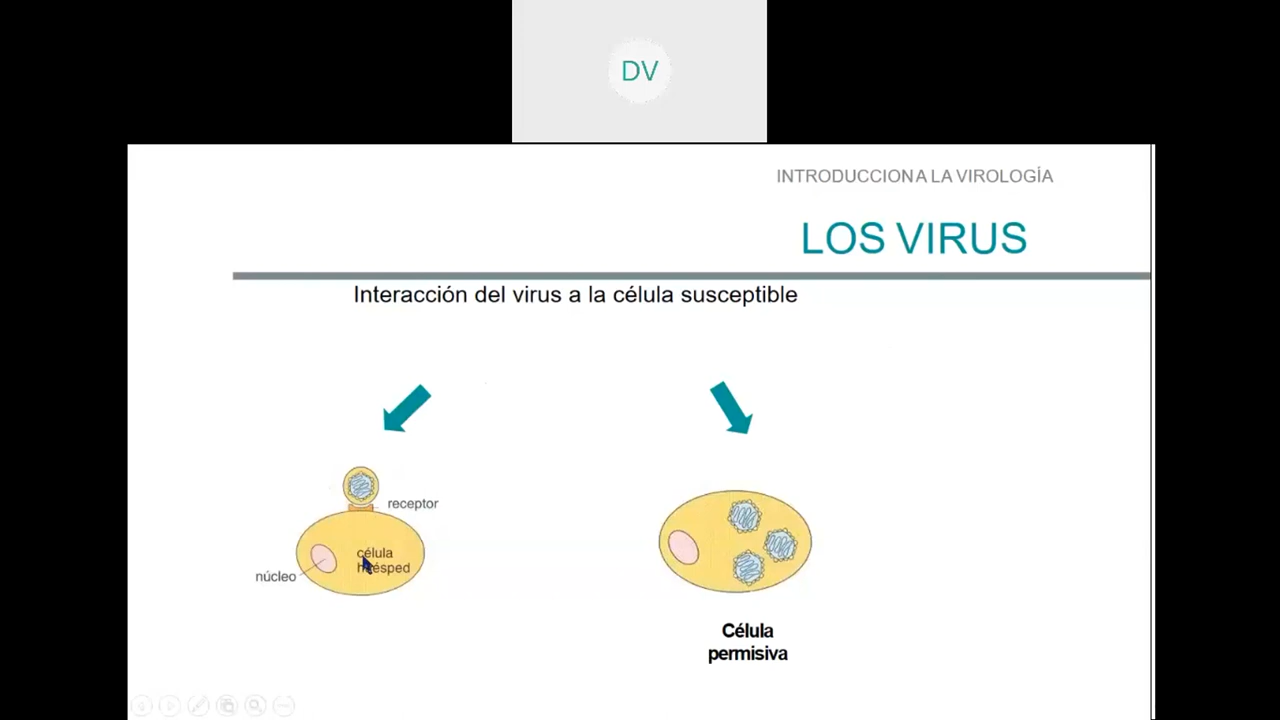 DV
INTRODUCCION A LA VIROLOGÍA
LOS VIRUS
Interacción del virus a la célula susceptible
receptor
célula
huésped
núcleo
Célula
permisiva